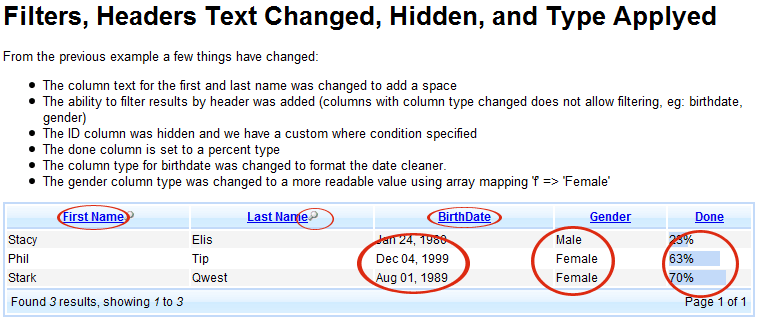 Filters, Headers Text Changed, Hidden, and Type Applyed
From the previous example a few things have changed:
The column text for the first and last name was changed to add a space
The ability to filter results by header was added (columns with column type changed does not allow filtering, eg: birthdate,
gender)
The ID column was hidden and we have a custom where condition specified
The done column is set to a percent type
The column type for birthdate was changed to format the date cleaner.
The gender column type was changed to a more readable value using array mapping 'f' => 'Female'
First Name Last Name BirthDate Gender Done
Stacy Elis Jan 24, 1980 Male 23%
Phil Tip Dec 04, 1999 Female 63%
Stark Qwest Aug 01, 1989 Female 70%
Found 3 results, showing 1 to 3 Page 1 of 1